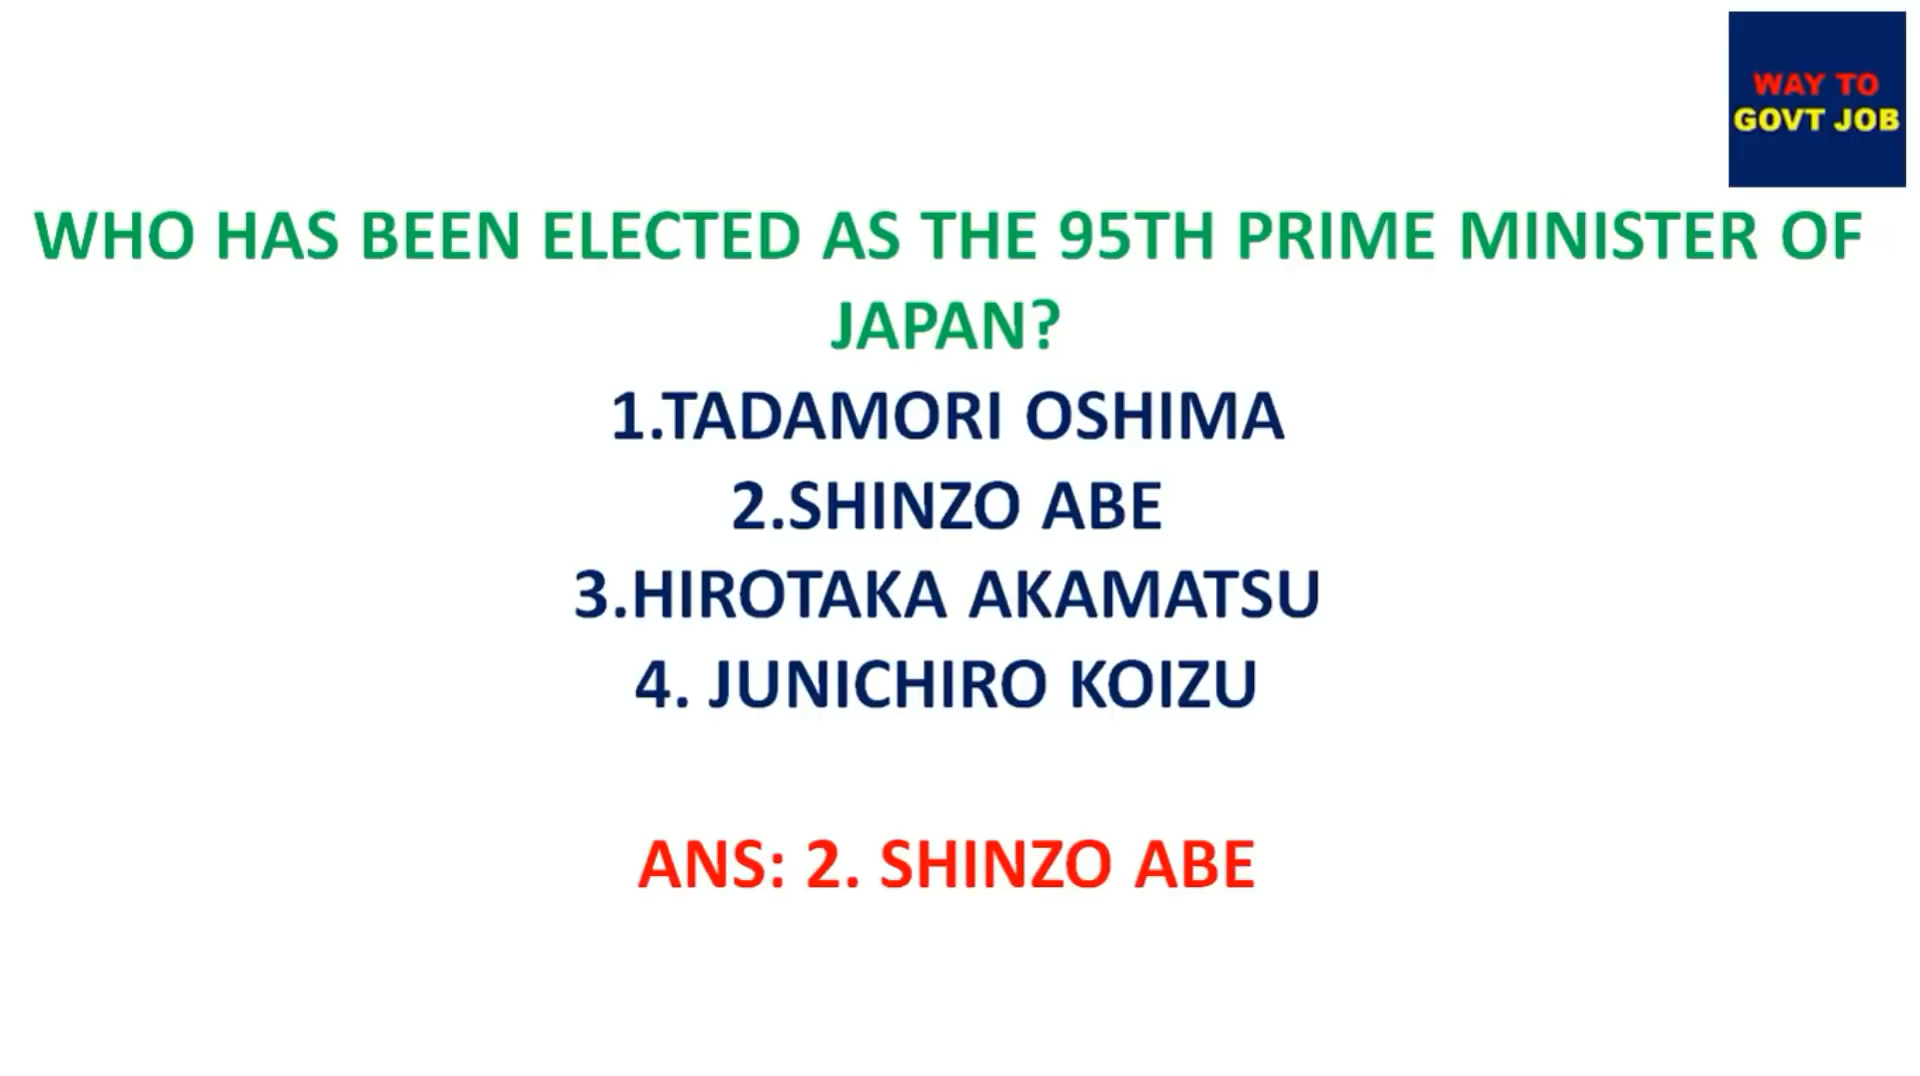 WAY TO
GOVT JOB
WHO HAS BEEN ELECTED AS THE 95TH PRIME MINISTER OF
JAPAN?
1.TADAMORI OSHIMA
2.SHINZO ABE
3.HIROTAKA AKAMATSU
4. JUNICHIRO KOIZU
ANS: 2. SHINZO ABE